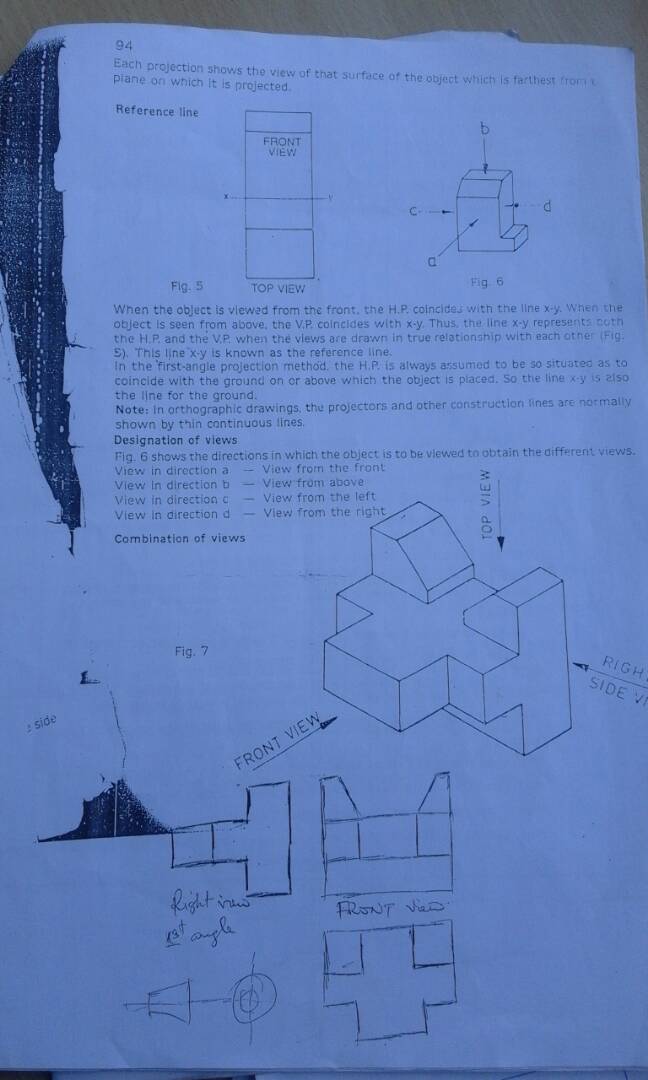 94
Each projection shows the view of that surface of the object which is farthest from
plane on which it is projected.
Reference line
FRONT
VIEW
x
y
b
c
d
a
Fig. 5
TOP VIEW
Fig. 6
When the object is viewed from the front, the H.P. coincides with the line x-y. When the
object is seen from above, the V.P. coincides with x-y. Thus, the line x-y represents both
the H.P. and the V.P. when the views are drawn in true relationship with each other (Fig.
5). This line x-y is known as the reference line.
In the first-angle projection method, the H.P. is always assumed to be so situated as to
coincide with the ground on or above which the object is placed. So the line x-y is also
the line for the ground.
Note: In orthographic drawings, the projectors and other construction lines are normally
shown by thin continuous lines.
Designation of views
Fig. 6 shows the directions in which the object is to be viewed to obtain the different views.
View in direction a — View from the front
View in direction b — View from above
View in direction c — View from the left
View in direction d — View from the right
Combination of views
TOP VIEW
Fig. 7
RIGH
SIDE VI
side
FRONT VIEW
Right view
1st angle
FRONT View